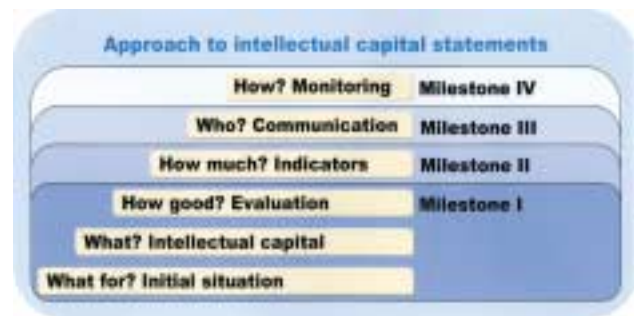 Approach to intellectual capital statements
How? Monitoring Milestone IV
Who? Communication Milestone III
How much? Indicators Milestone II
How good? Evaluation Milestone I
What? Intellectual capital
What for? Initial situation